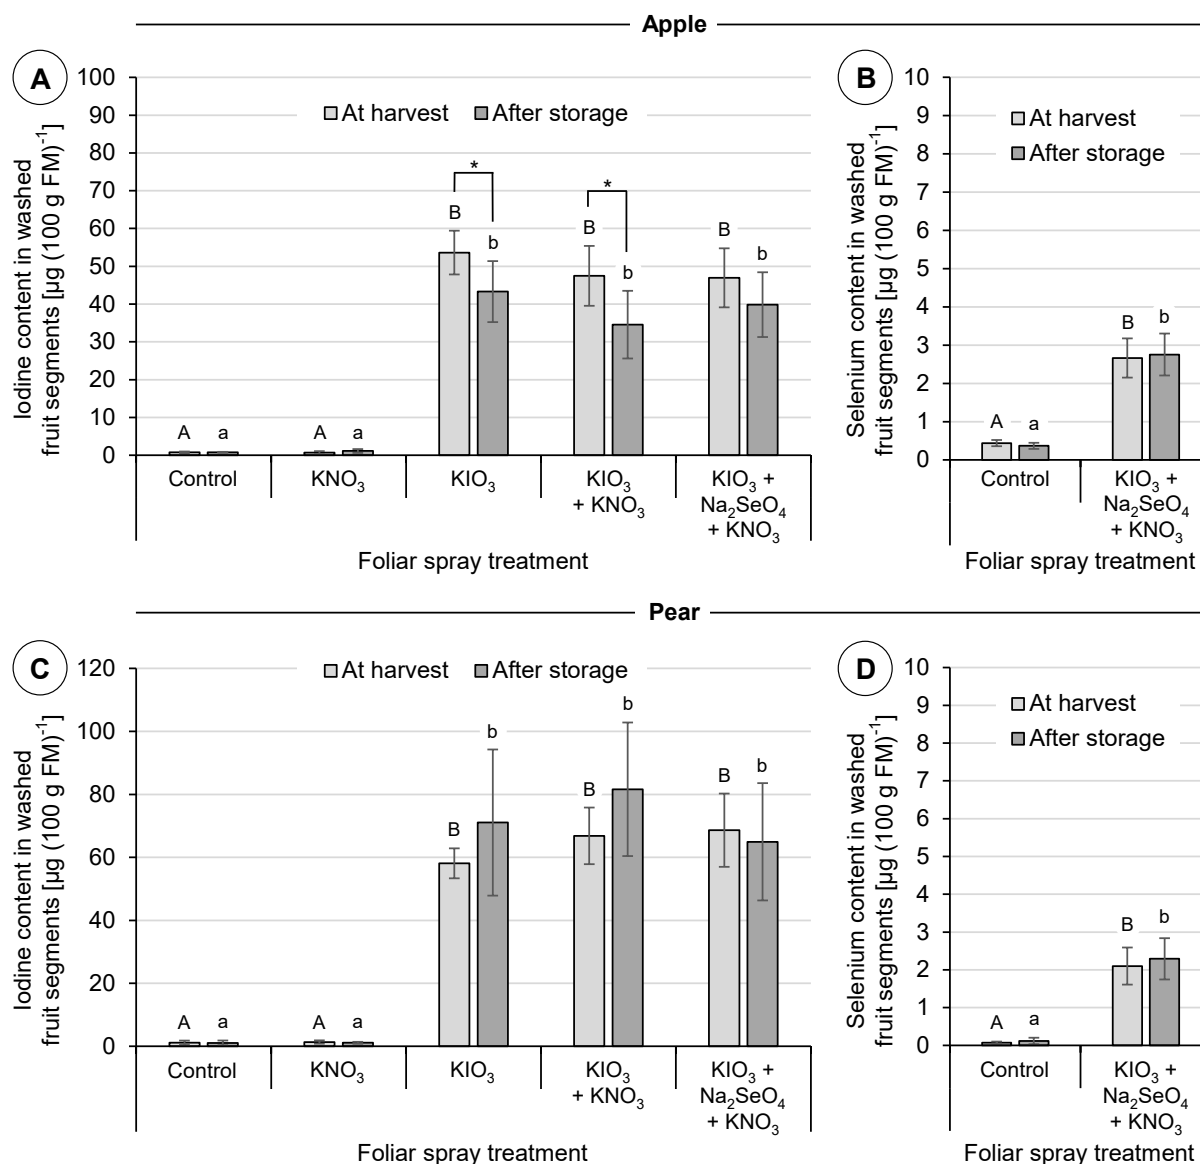 Apple
A
Iodine content in washed
fruit segments [µg (100 g FM)⁻¹]
100
90
80
70
60
50
40
30
20
10
0
At harvest
After storage
A
a
A
a
*
B
b
*
B
b
B
b
Control
KNO₃
KIO₃
KIO₃
+ KNO₃
KIO₃ +
Na₂SeO₄
+ KNO₃
Foliar spray treatment
B
Selenium content in washed
fruit segments [µg (100 g FM)⁻¹]
10
9
8
7
6
5
4
3
2
1
0
At harvest
After storage
A
a
B
b
Control
KIO₃ +
Na₂SeO₄
+ KNO₃
Foliar spray treatment
Pear
C
Iodine content in washed
fruit segments [µg (100 g FM)⁻¹]
120
100
80
60
40
20
0
At harvest
After storage
A
a
A
a
B
b
B
b
B
b
Control
KNO₃
KIO₃
KIO₃
+ KNO₃
KIO₃ +
Na₂SeO₄
+ KNO₃
Foliar spray treatment
D
Selenium content in washed
fruit segments [µg (100 g FM)⁻¹]
10
9
8
7
6
5
4
3
2
1
0
At harvest
After storage
A
a
B
b
Control
KIO₃ +
Na₂SeO₄
+ KNO₃
Foliar spray treatment